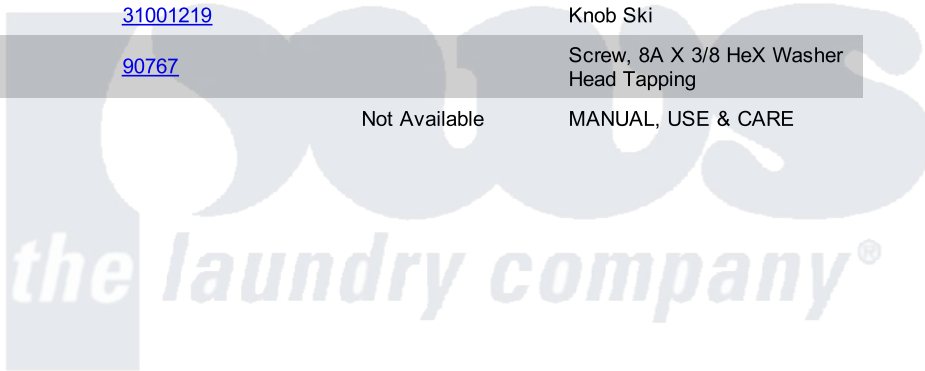 31001219 Knob Ski
Screw, 8A X 3/8 HeX Washer
90767
Head Tapping
Not Available MANUAL, USE & CARE
pws
the laundry company®